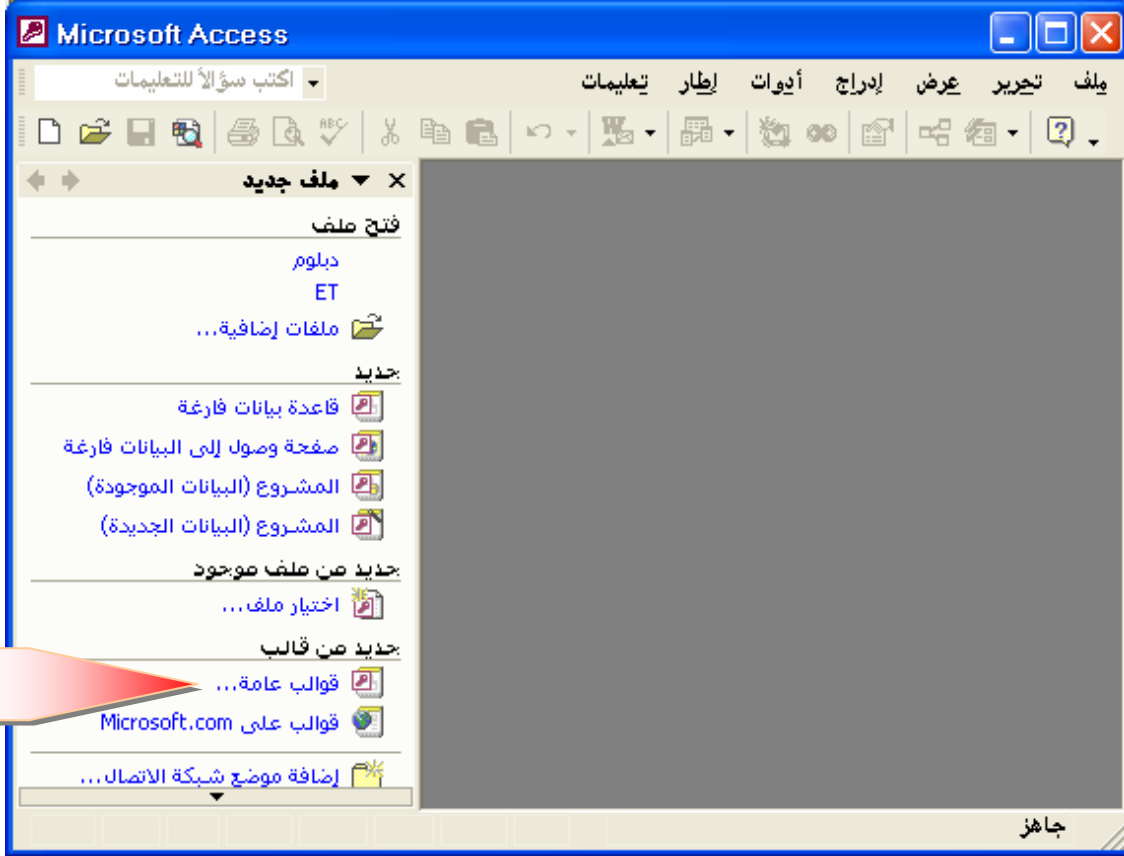 Microsoft Access
ملف تحرير عرض إدراج أدوات إطار تعليمات اكتب سؤالاً للتعليمات
ABC
ملف جديد
فتح ملف
دبلوم
ET
ملفات إضافية...
جديد
قاعدة بيانات فارغة
صفحة وصول إلى البيانات فارغة
المشروع (البيانات الموجودة)
المشروع (البيانات الجديدة)
جديد من ملف موجود
اختيار ملف...
جديد من قالب
قوالب عامة...
قوالب على Microsoft.com
إضافة موضع شبكة الاتصال...
جاهز